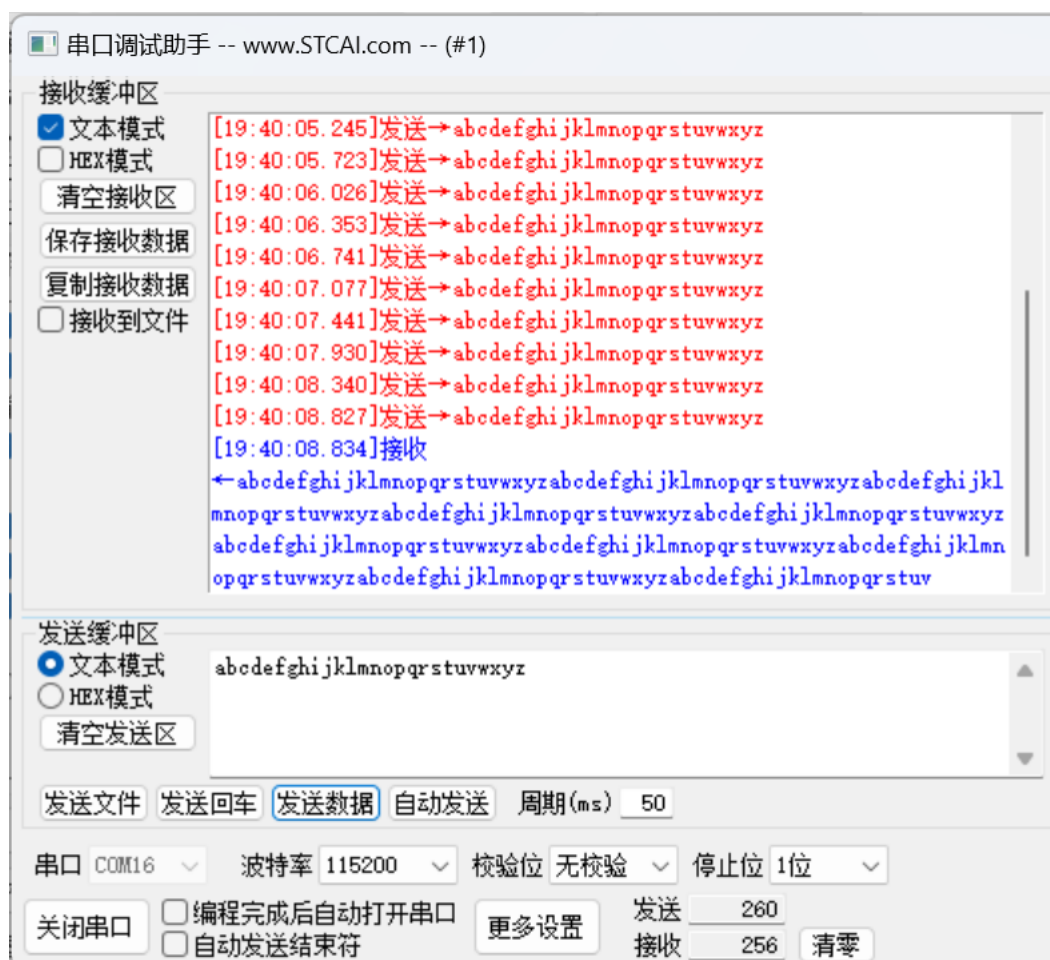 串口调试助手 -- www.STCAI.com -- (#1)
接收缓冲区
文本模式
HEX模式
清空接收区
保存接收数据
复制接收数据
接收到文件
[19:40:05.245]发送→abcdefghijklmnopqrstuvwxyz
[19:40:05.723]发送→abcdefghijklmnopqrstuvwxyz
[19:40:06.026]发送→abcdefghijklmnopqrstuvwxyz
[19:40:06.353]发送→abcdefghijklmnopqrstuvwxyz
[19:40:06.741]发送→abcdefghijklmnopqrstuvwxyz
[19:40:07.077]发送→abcdefghijklmnopqrstuvwxyz
[19:40:07.441]发送→abcdefghijklmnopqrstuvwxyz
[19:40:07.930]发送→abcdefghijklmnopqrstuvwxyz
[19:40:08.340]发送→abcdefghijklmnopqrstuvwxyz
[19:40:08.827]发送→abcdefghijklmnopqrstuvwxyz
[19:40:08.834]接收
←abcdefghijklmnopqrstuvwxyzabcdefghijklmnopqrstuvwxyzabcdefghijkl
mnopqrstuvwxyzabcdefghijklmnopqrstuvwxyzabcdefghijklmnopqrstuvwxyz
abcdefghijklmnopqrstuvwxyzabcdefghijklmnopqrstuvwxyzabcdefghijklmn
opqrstuvwxyzabcdefghijklmnopqrstuvwxyzabcdefghijklmnopqrstuv
发送缓冲区
文本模式
HEX模式
清空发送区
abcdefghijklmnopqrstuvwxyz
发送文件 发送回车 发送数据 自动发送 周期(ms) 50
串口 COM16 波特率 115200 校验位 无校验 停止位 1位
关闭串口
编程完成后自动打开串口
自动发送结束符
更多设置
发送 260
接收 256 清零